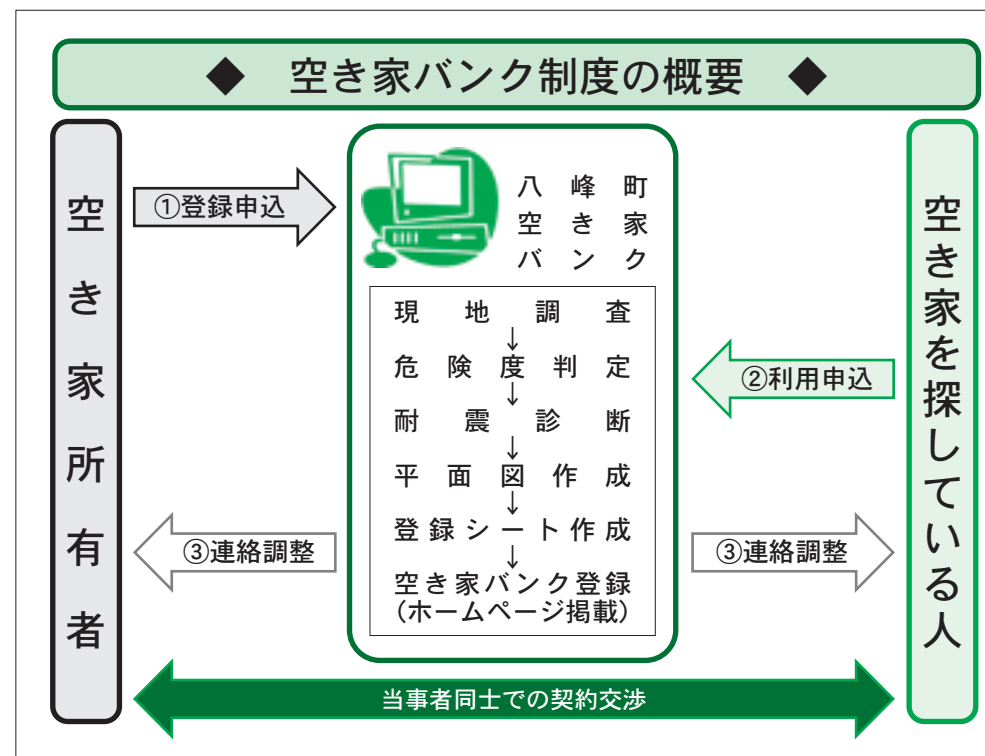 ◆ 空き家バンク制度の概要 ◆
空き家所有者
①登録申込
八峰町
空き家
バンク
現地調査
↓
危険度判定
↓
耐震診断
↓
平面図作成
↓
登録シート作成
↓
空き家バンク登録
（ホームページ掲載）
②利用申込
③連絡調整
③連絡調整
空き家を探している人
当事者同士での契約交渉